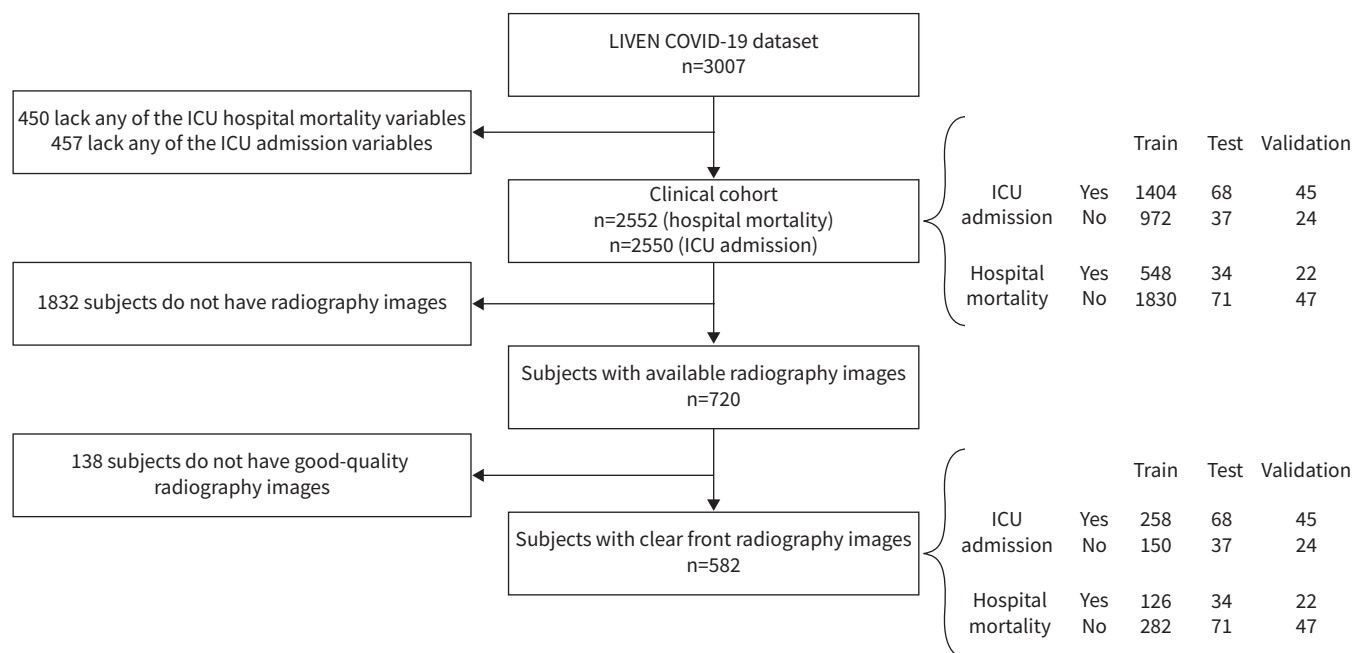 LIVEN COVID-19 dataset
n=3007
450 lack any of the ICU hospital mortality variables
457 lack any of the ICU admission variables
Clinical cohort
n=2552 (hospital mortality)
n=2550 (ICU admission)
Train Test Validation
ICU admission Yes 1404 68 45
No 972 37 24
Hospital mortality Yes 548 34 22
No 1830 71 47
1832 subjects do not have radiography images
Subjects with available radiography images
n=720
138 subjects do not have good-quality
radiography images
Subjects with clear front radiography images
n=582
Train Test Validation
ICU admission Yes 258 68 45
No 150 37 24
Hospital mortality Yes 126 34 22
No 282 71 47